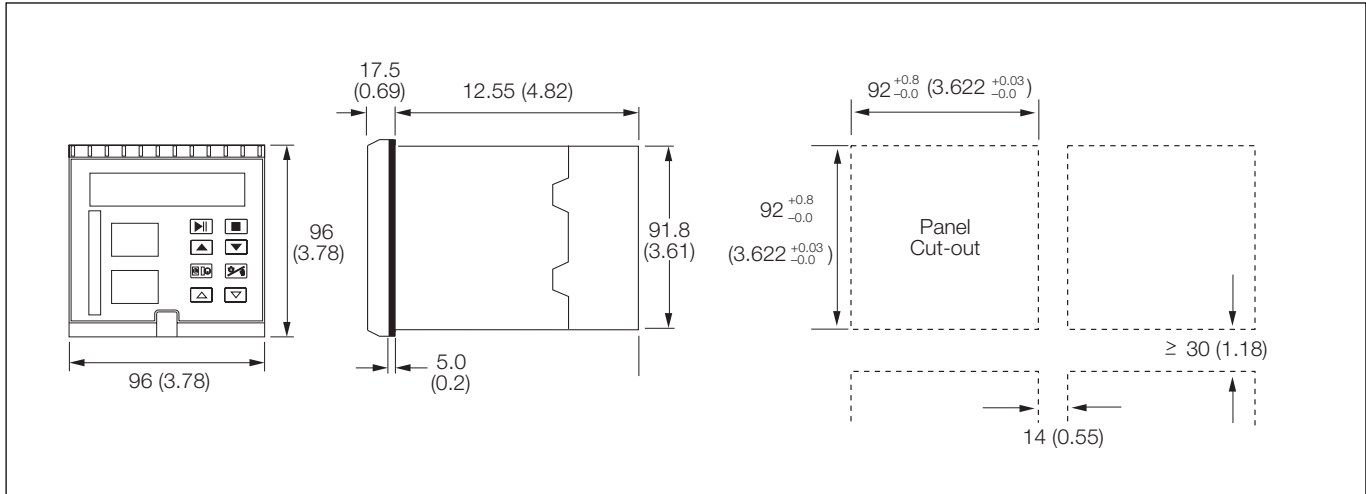 17.5
(0.69)
12.55 (4.82)
92 +0.8 -0.0 (3.622 +0.03 -0.0 )
96
(3.78)
91.8
(3.61)
92 +0.8 -0.0
(3.622 +0.03 -0.0 )
Panel
Cut-out
≥ 30 (1.18)
96 (3.78)
5.0
(0.2)
14 (0.55)